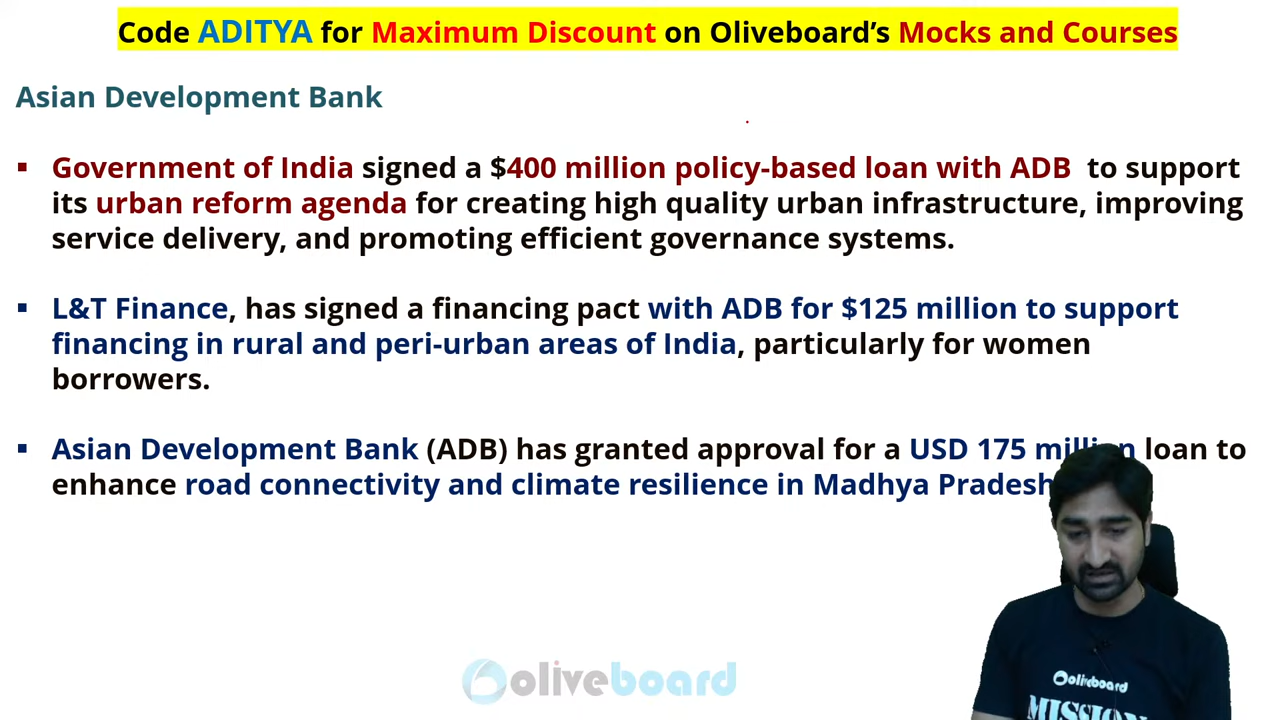 Code ADITYA for Maximum Discount on Oliveboard’s Mocks and Courses
Asian Development Bank
▪ Government of India signed a $400 million policy-based loan with ADB to support
its urban reform agenda for creating high quality urban infrastructure, improving
service delivery, and promoting efficient governance systems.
▪ L&T Finance, has signed a financing pact with ADB for $125 million to support
financing in rural and peri-urban areas of India, particularly for women
borrowers.
▪ Asian Development Bank (ADB) has granted approval for a USD 175 million loan to
enhance road connectivity and climate resilience in Madhya Pradesh
oliveboard
oliveboard
MISSION